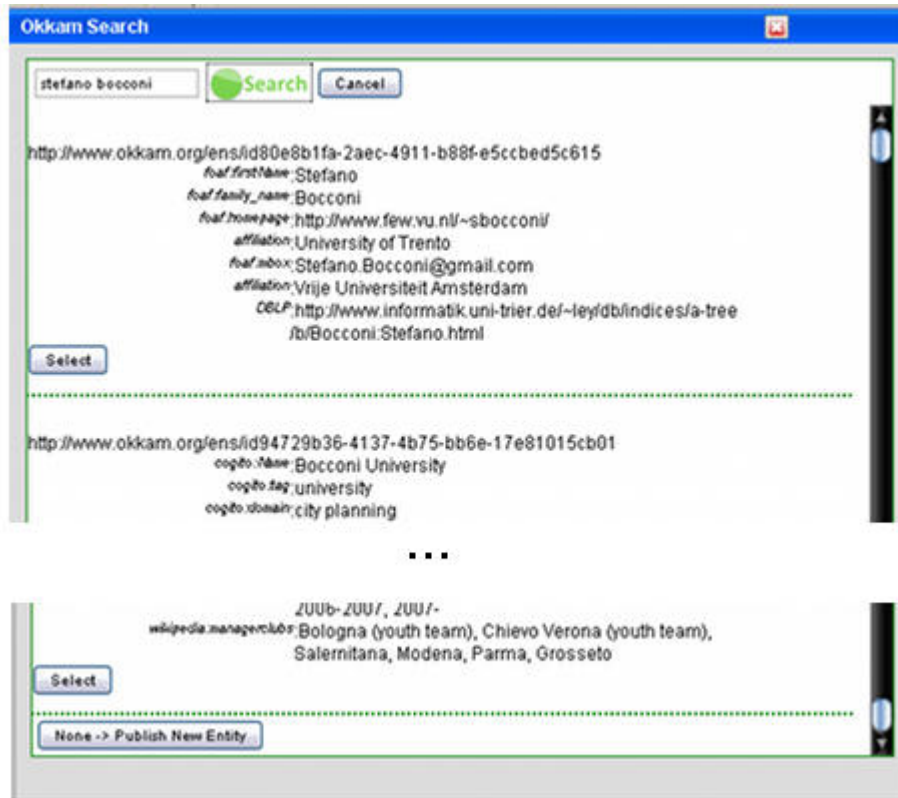 Okkam Search
stefano bocconi Search Cancel
http://www.okkam.org/ens/id80e8b1fa-2aec-4911-b88f-e5ccbed5c615
foaf:firstName:Stefano
foaf:family_name:Bocconi
foaf:homepage:http://www.few.vu.nl/~sbocconi/
affiliation:University of Trento
foaf:mbox:Stefano.Bocconi@gmail.com
affiliation:Vrije Universiteit Amsterdam
DBLP:http://www.informatik.uni-trier.de/~ley/db/indices/a-tree
/b/Bocconi:Stefano.html
Select
http://www.okkam.org/ens/id94729b36-4137-4b75-bb6e-17e81015cb01
cogito:Name:Bocconi University
cogito:tag:university
cogito:domain:city planning
...
2006-2007, 2007-
wikipedia:managerclubs:Bologna (youth team), Chievo Verona (youth team),
Salernitana, Modena, Parma, Grosseto
Select
None -> Publish New Entity